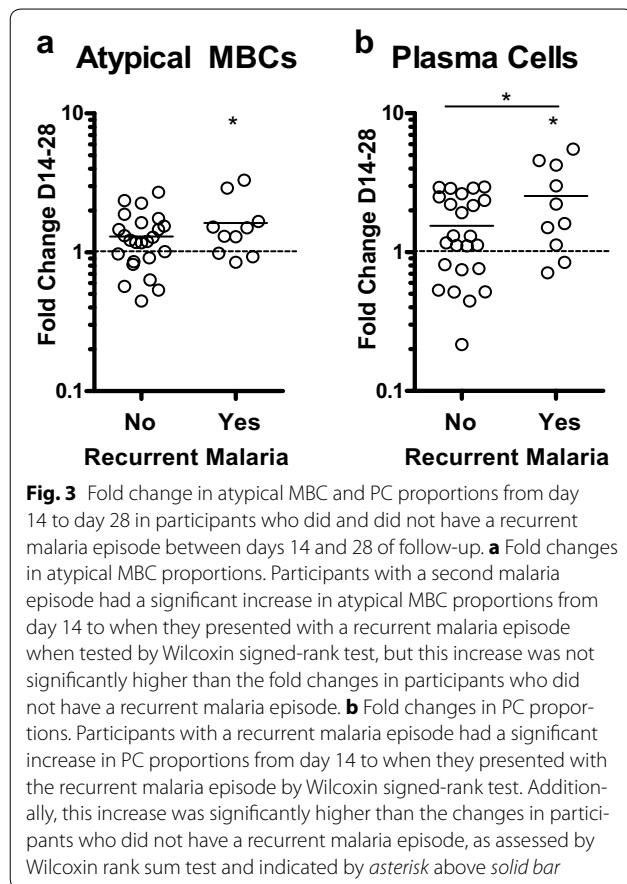 a Atypical MBCs
*
10
1
0.1
Fold Change D14-28
No Yes
Recurrent Malaria
b Plasma Cells
*
*
10
1
0.1
Fold Change D14-28
No Yes
Recurrent Malaria
Fig. 3 Fold change in atypical MBC and PC proportions from day
14 to day 28 in participants who did and did not have a recurrent
malaria episode between days 14 and 28 of follow-up. a Fold changes
in atypical MBC proportions. Participants with a second malaria
episode had a significant increase in atypical MBC proportions from
day 14 to when they presented with a recurrent malaria episode
when tested by Wilcoxin signed-rank test, but this increase was not
significantly higher than the fold changes in participants who did
not have a recurrent malaria episode. b Fold changes in PC propor-
tions. Participants with a recurrent malaria episode had a significant
increase in PC proportions from day 14 to when they presented with
the recurrent malaria episode by Wilcoxin signed-rank test. Addition-
ally, this increase was significantly higher than the changes in partici-
pants who did not have a recurrent malaria episode, as assessed by
Wilcoxin rank sum test and indicated by asterisk above solid bar